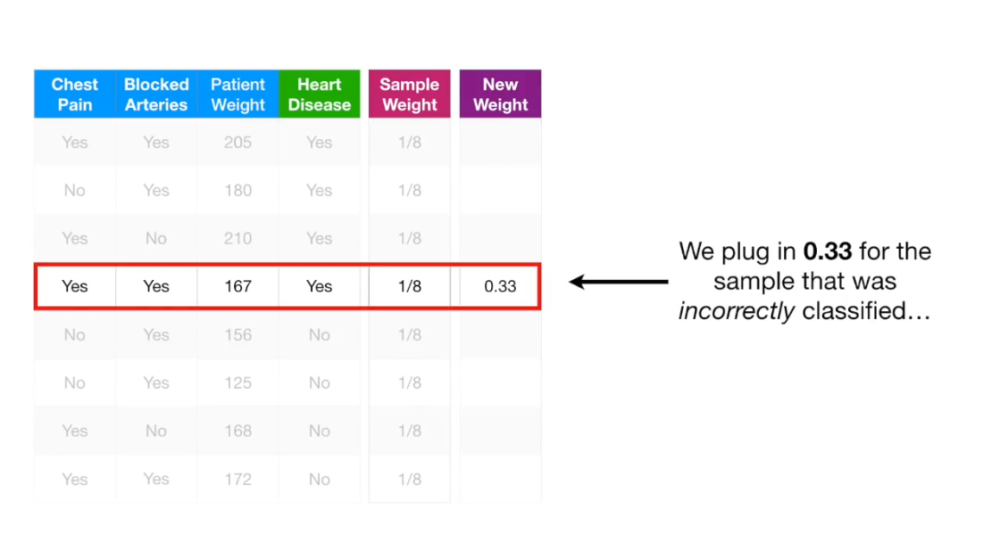 Chest Pain Blocked Arteries Patient Weight Heart Disease Sample Weight New Weight
Yes Yes 205 Yes 1/8
No Yes 180 Yes 1/8
Yes No 210 Yes 1/8
Yes Yes 167 Yes 1/8 0.33
No Yes 156 No 1/8
No Yes 125 No 1/8
Yes No 168 No 1/8
Yes Yes 172 No 1/8
We plug in 0.33 for the
sample that was
incorrectly classified…